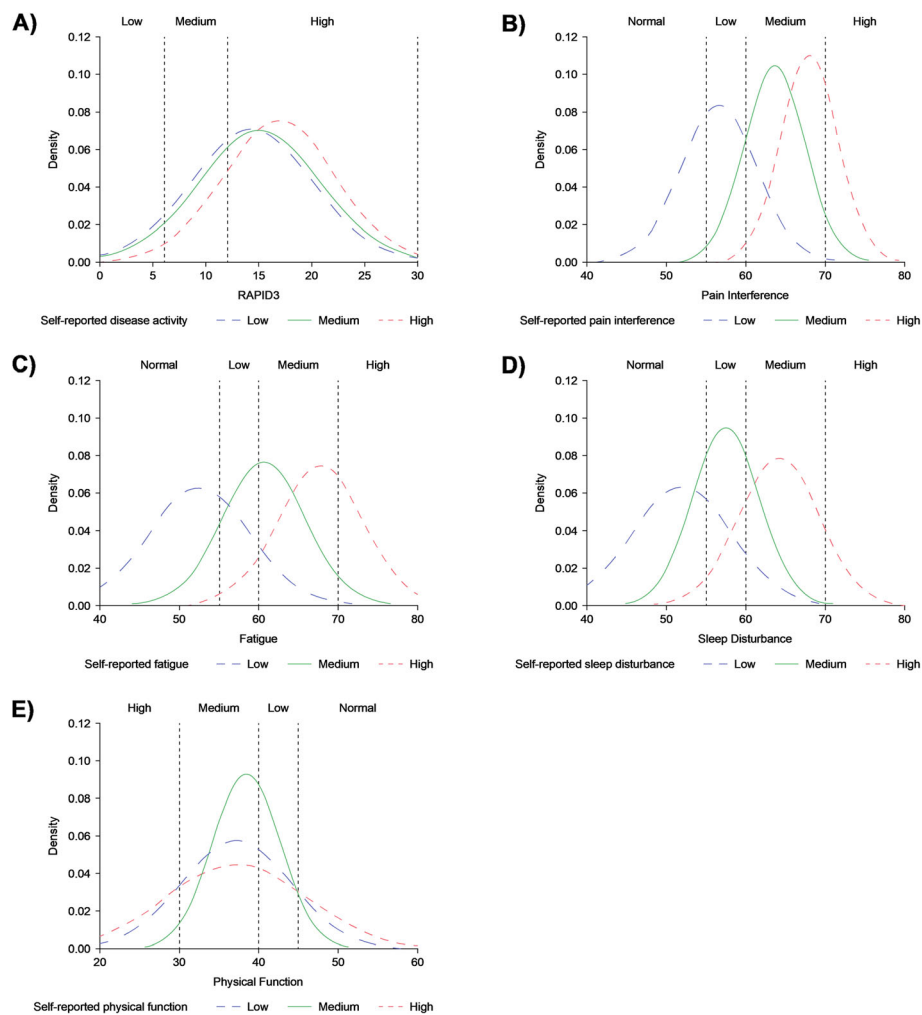 A)
Low Medium High
0.12
0.10
0.08
0.06
0.04
0.02
0.00
Density
0 5 10 15 20 25 30
RAPID3
Self-reported disease activity Low Medium High
B)
Normal Low Medium High
0.12
0.10
0.08
0.06
0.04
0.02
0.00
Density
40 50 60 70 80
Pain Interference
Self-reported pain interference Low Medium High
C)
Normal Low Medium High
0.12
0.10
0.08
0.06
0.04
0.02
0.00
Density
40 50 60 70 80
Fatigue
Self-reported fatigue Low Medium High
D)
Normal Low Medium High
0.12
0.10
0.08
0.06
0.04
0.02
0.00
Density
40 50 60 70 80
Sleep Disturbance
Self-reported sleep disturbance Low Medium High
E)
High Medium Low Normal
0.12
0.10
0.08
0.06
0.04
0.02
0.00
Density
20 30 40 50 60
Physical Function
Self-reported physical function Low Medium High